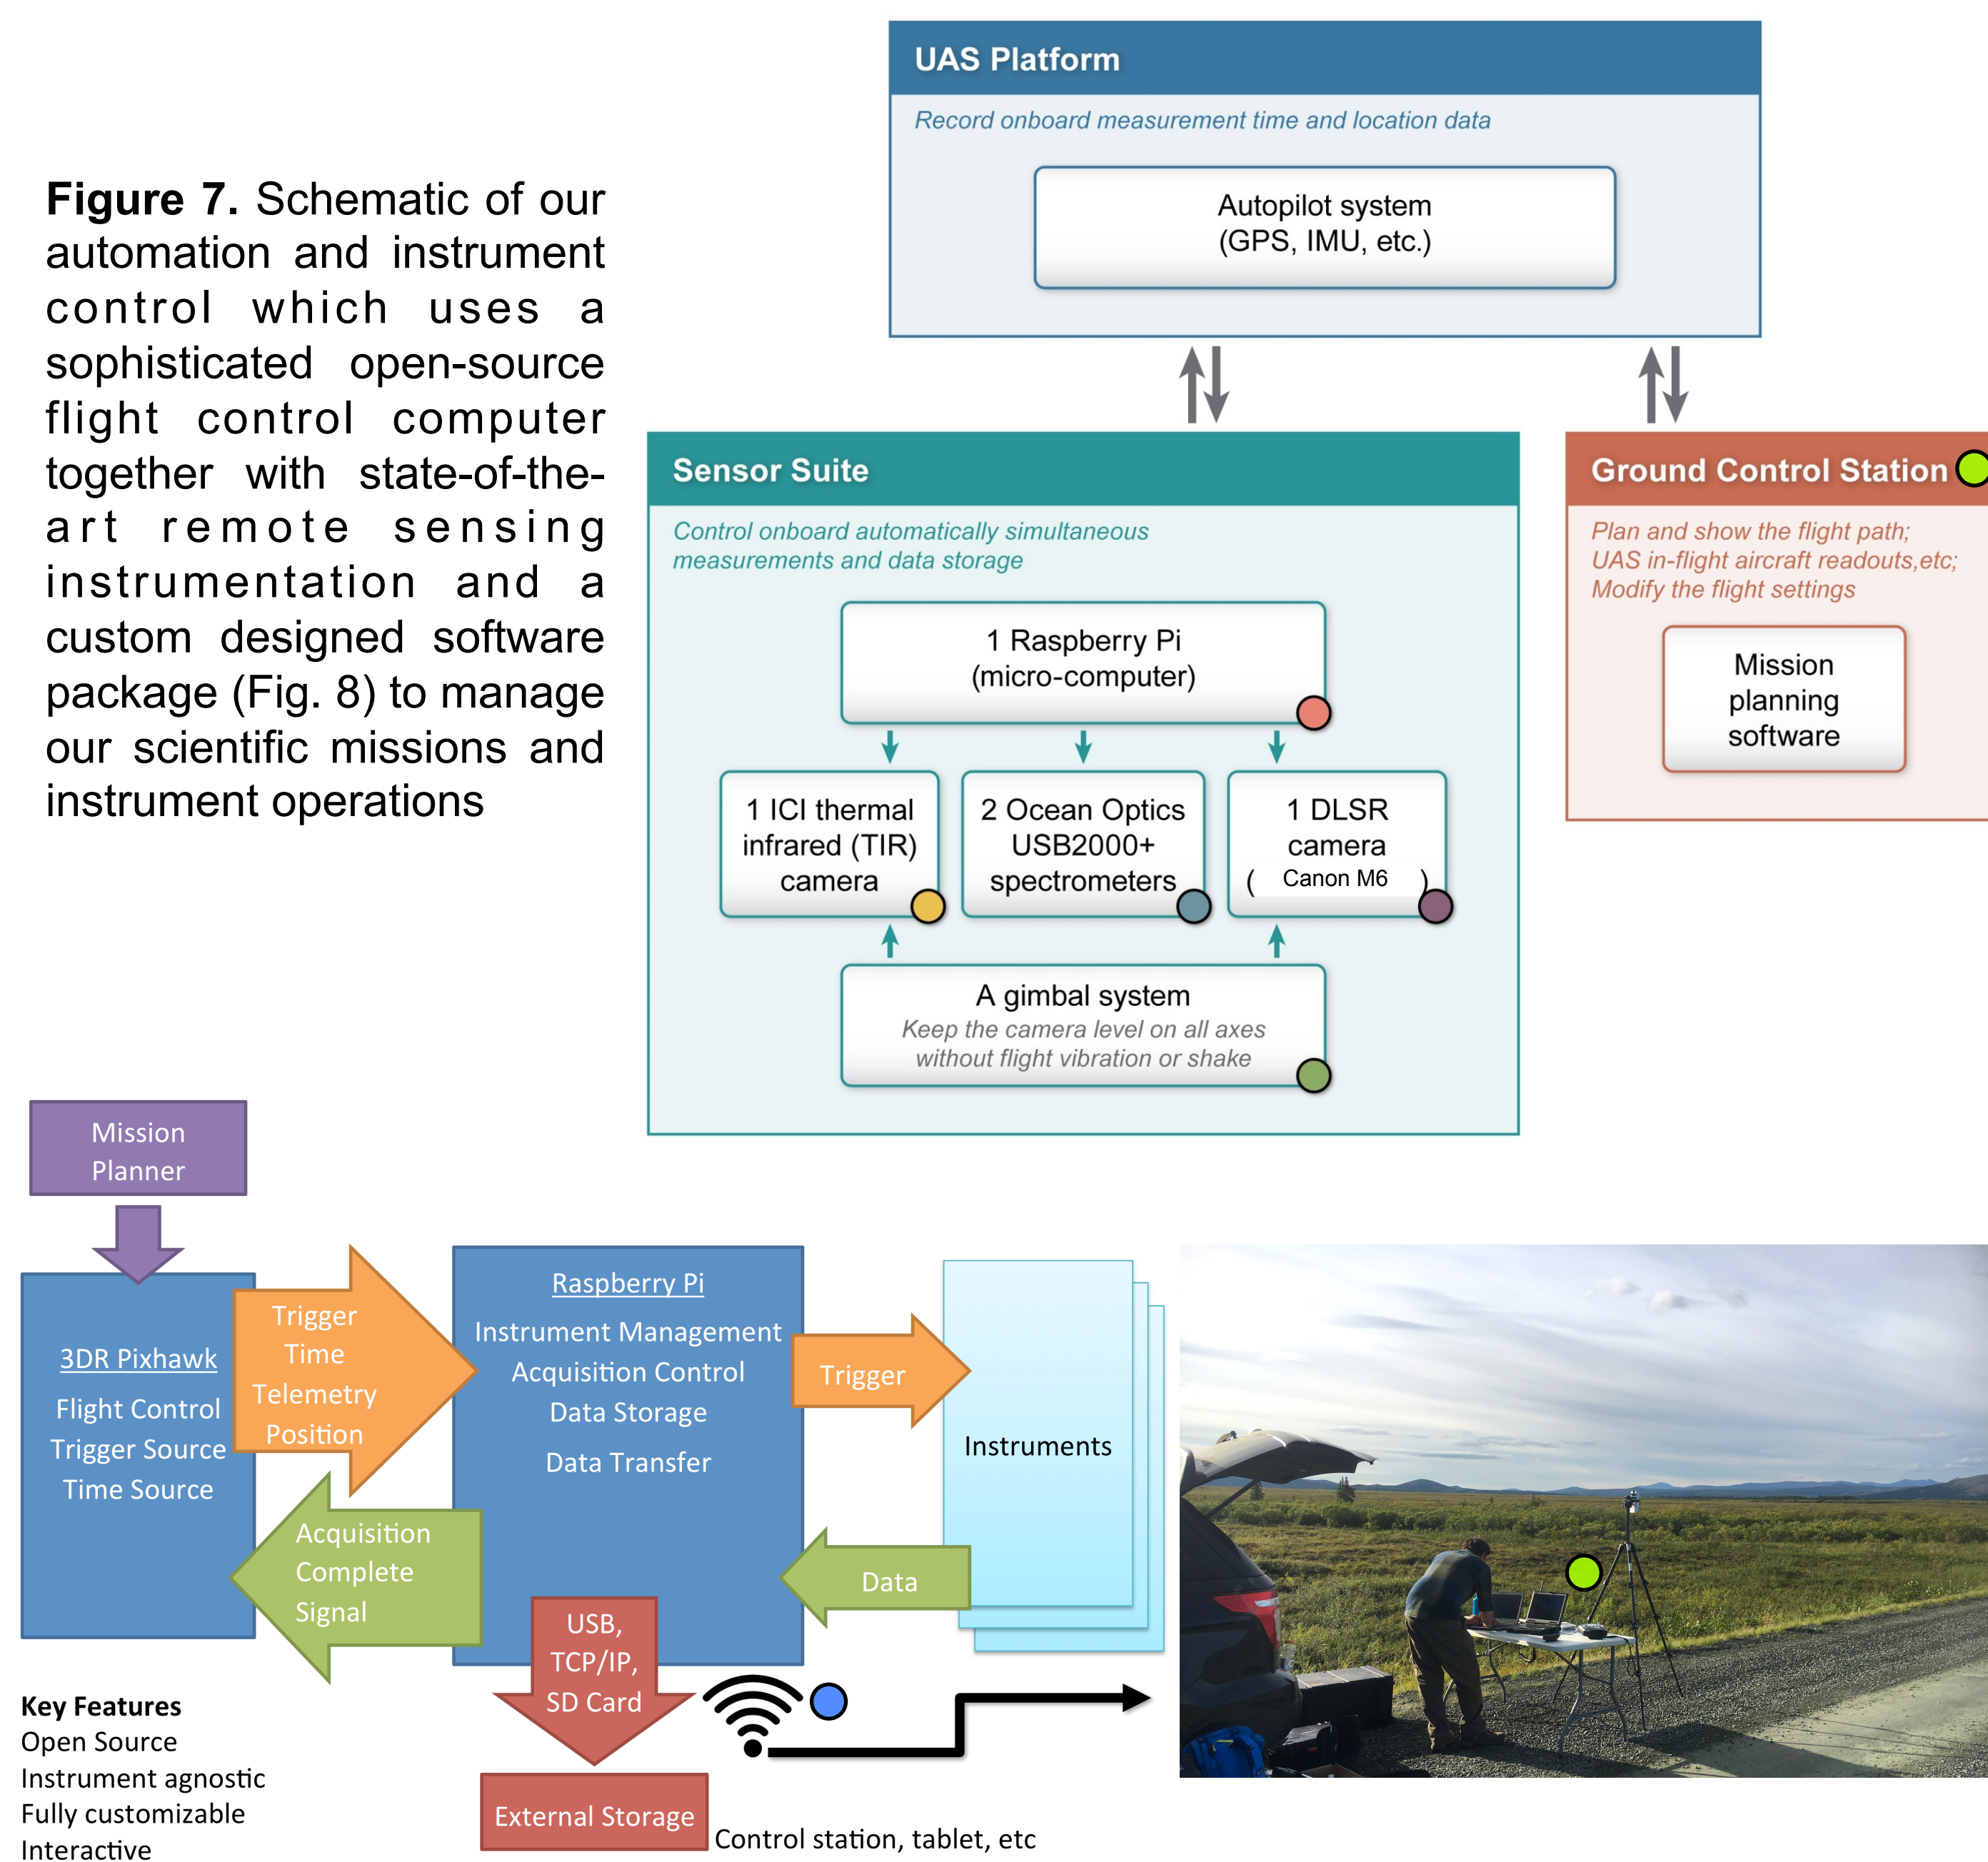 Figure 7. Schematic of our
automation and instrument
control which uses a
sophisticated open-source
flight control computer
together with state-of-the-
art remote sensing
instrumentation and a
custom designed software
package (Fig. 8) to manage
our scientific missions and
instrument operations
UAS Platform
Record onboard measurement time and location data
Autopilot system
(GPS, IMU, etc.)
Sensor Suite
Control onboard automatically simultaneous
measurements and data storage
1 Raspberry Pi
(micro-computer)
1 ICI thermal
infrared (TIR)
camera
2 Ocean Optics
USB2000+
spectrometers
1 DLSR
camera
( Canon M6 )
A gimbal system
Keep the camera level on all axes
without flight vibration or shake
Ground Control Station
Plan and show the flight path;
UAS in-flight aircraft readouts,etc;
Modify the flight settings
Mission
planning
software
Mission
Planner
3DR Pixhawk
Flight Control
Trigger Source
Time Source
Trigger
Time
Telemetry
Position
Acquisition
Complete
Signal
Raspberry Pi
Instrument Management
Acquisition Control
Data Storage
Data Transfer
Trigger
Data
Instruments
USB,
TCP/IP,
SD Card
External Storage
Control station, tablet, etc
Key Features
Open Source
Instrument agnostic
Fully customizable
Interactive